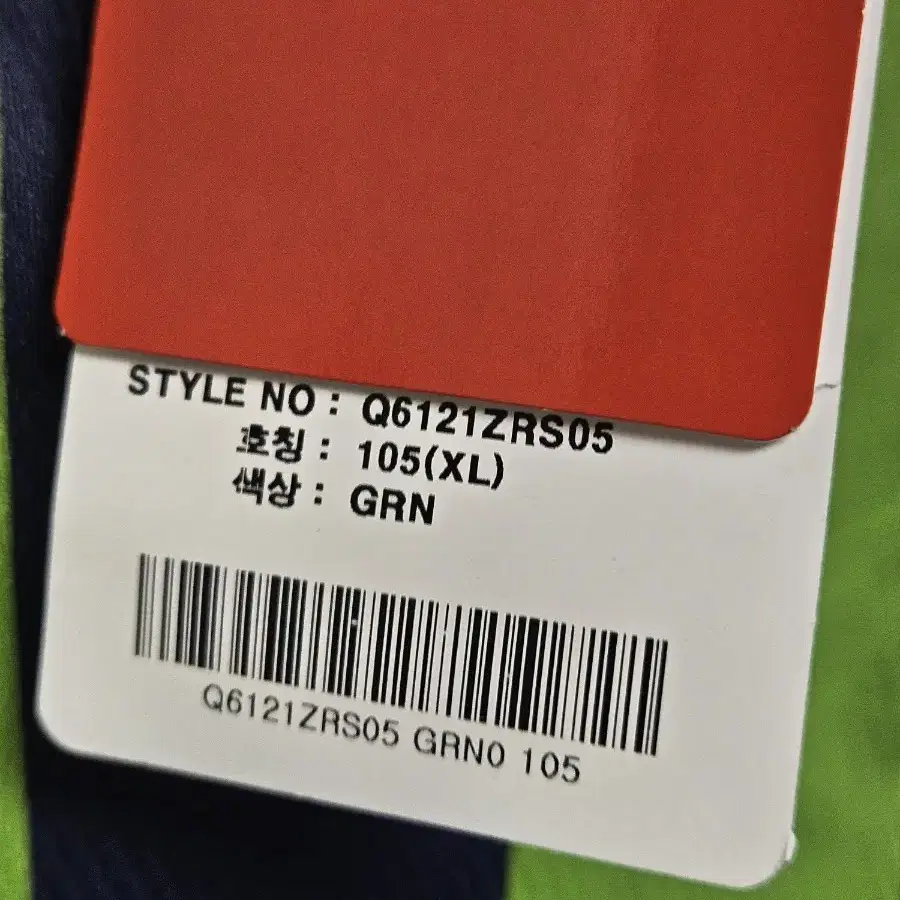 STYLE NO : Q6121ZRS05
호칭 : 105(XL)
색상 : GRN
Q6121ZRS05 GRN0 105